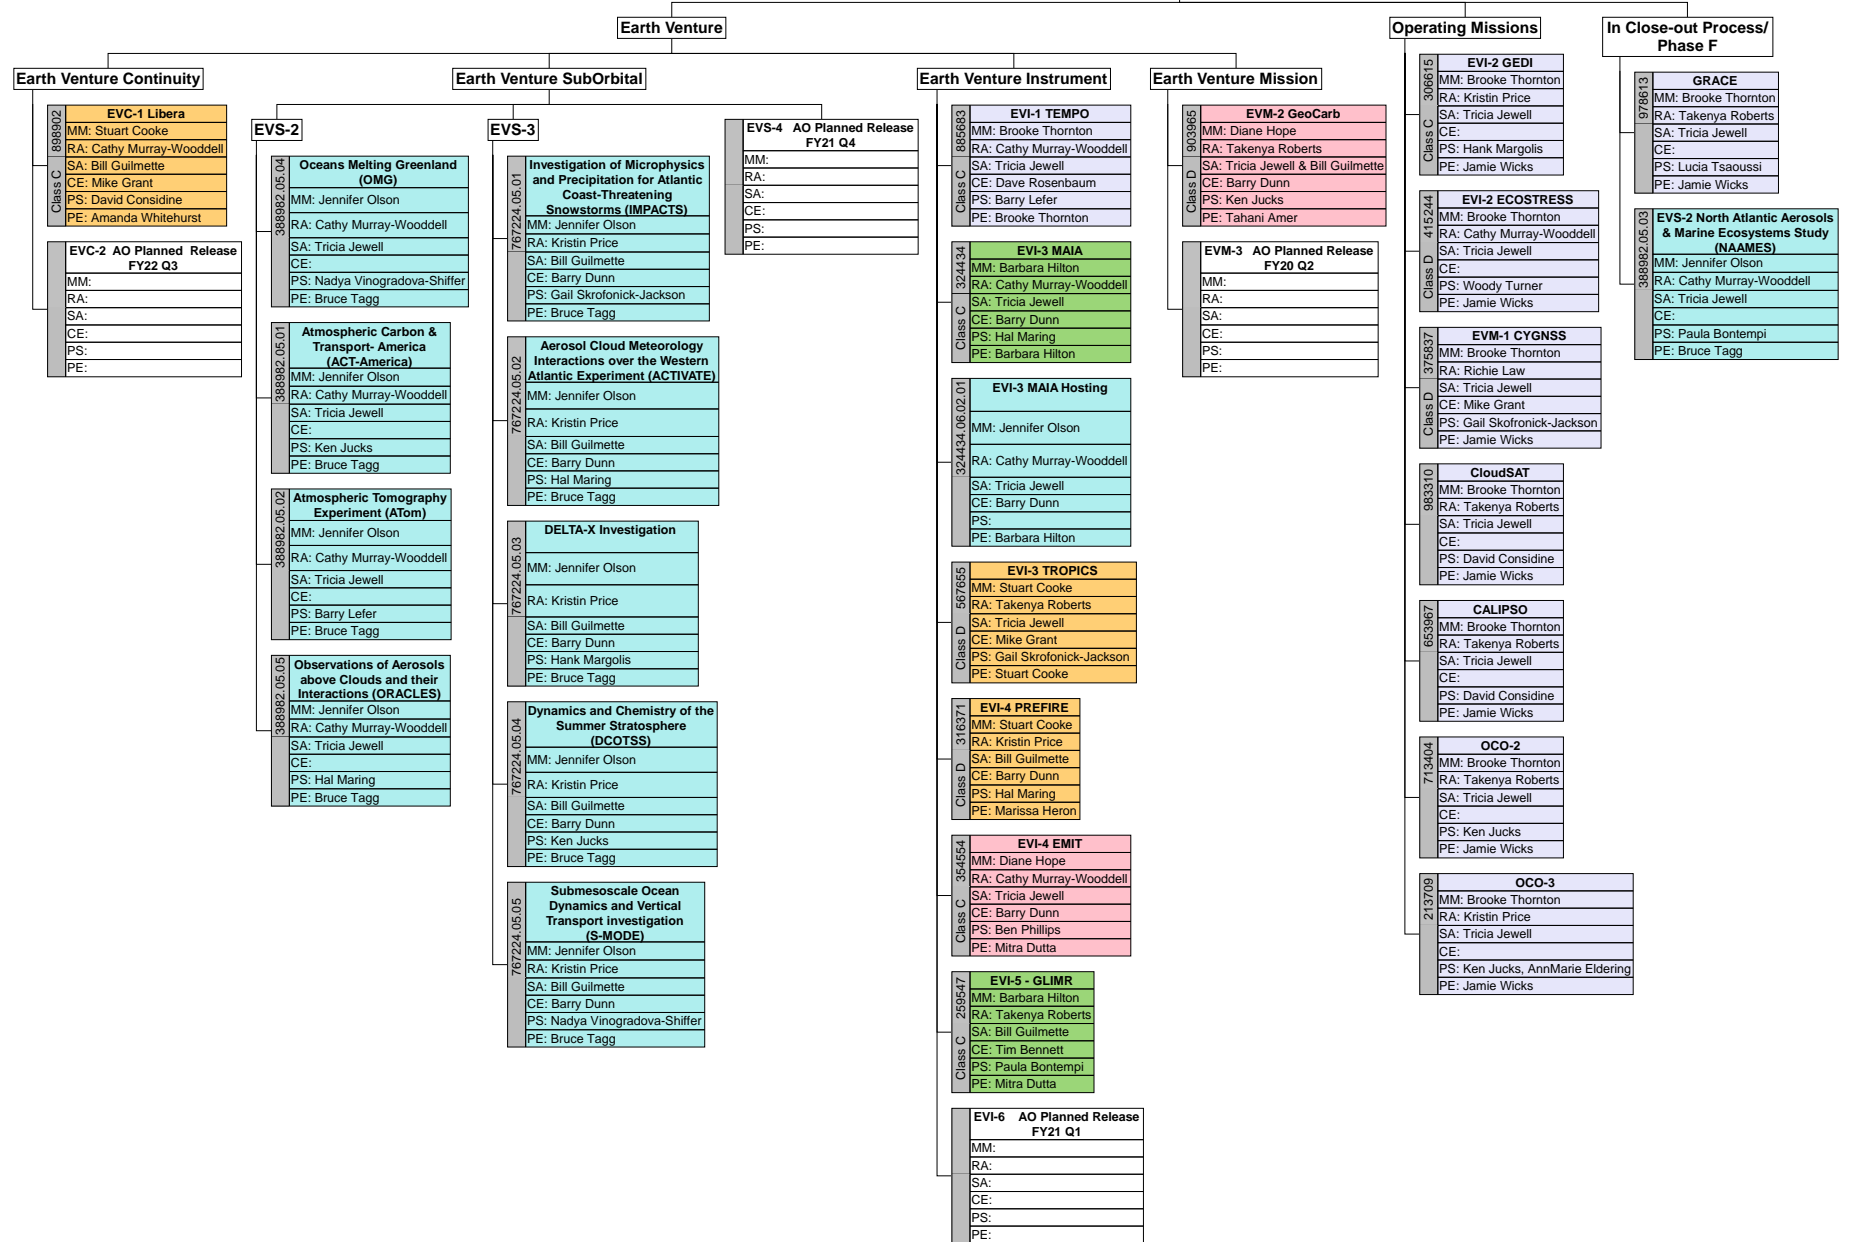 Earth Venture
Operating Missions
In Close-out Process/
Phase F
Earth Venture Continuity
Earth Venture SubOrbital
Earth Venture Instrument
Earth Venture Mission
898902
Class C
EVC-1 Libera
MM: Stuart Cooke
RA: Cathy Murray-Wooddell
SA: Bill Guilmette
CE: Mike Grant
PS: David Considine
PE: Amanda Whitehurst
EVC-2 AO Planned Release
FY22 Q3
MM:
RA:
SA:
CE:
PS:
PE:
EVS-2
388982.05.04
Oceans Melting Greenland
(OMG)
MM: Jennifer Olson
RA: Cathy Murray-Wooddell
SA: Tricia Jewell
CE:
PS: Nadya Vinogradova-Shiffer
PE: Bruce Tagg
388982.05.01
Atmospheric Carbon &
Transport- America
(ACT-America)
MM: Jennifer Olson
RA: Cathy Murray-Wooddell
SA: Tricia Jewell
CE:
PS: Ken Jucks
PE: Bruce Tagg
388982.05.02
Atmospheric Tomography
Experiment (ATom)
MM: Jennifer Olson
RA: Cathy Murray-Wooddell
SA: Tricia Jewell
CE:
PS: Barry Lefer
PE: Bruce Tagg
388982.05.05
Observations of Aerosols
above Clouds and their
Interactions (ORACLES)
MM: Jennifer Olson
RA: Cathy Murray-Wooddell
SA: Tricia Jewell
CE:
PS: Hal Maring
PE: Bruce Tagg
EVS-3
767224.05.01
Investigation of Microphysics
and Precipitation for Atlantic
Coast-Threatening
Snowstorms (IMPACTS)
MM: Jennifer Olson
RA: Kristin Price
SA: Bill Guilmette
CE: Barry Dunn
PS: Gail Skrofonick-Jackson
PE: Bruce Tagg
767224.05.02
Aerosol Cloud Meteorology
Interactions over the Western
Atlantic Experiment (ACTIVATE)
MM: Jennifer Olson
RA: Kristin Price
SA: Bill Guilmette
CE: Barry Dunn
PS: Hal Maring
PE: Bruce Tagg
767224.05.03
DELTA-X Investigation
MM: Jennifer Olson
RA: Kristin Price
SA: Bill Guilmette
CE: Barry Dunn
PS: Hank Margolis
PE: Bruce Tagg
767224.05.04
Dynamics and Chemistry of the
Summer Stratosphere
(DCOTSS)
MM: Jennifer Olson
RA: Kristin Price
SA: Bill Guilmette
CE: Barry Dunn
PS: Ken Jucks
PE: Bruce Tagg
767224.05.05
Submesoscale Ocean
Dynamics and Vertical
Transport investigation
(S-MODE)
MM: Jennifer Olson
RA: Kristin Price
SA: Bill Guilmette
CE: Barry Dunn
PS: Nadya Vinogradova-Shiffer
PE: Bruce Tagg
EVS-4 AO Planned Release
FY21 Q4
MM:
RA:
SA:
CE:
PS:
PE:
885683
Class C
EVI-1 TEMPO
MM: Brooke Thornton
RA: Cathy Murray-Wooddell
SA: Tricia Jewell
CE: Dave Rosenbaum
PS: Barry Lefer
PE: Brooke Thornton
324434
Class C
EVI-3 MAIA
MM: Barbara Hilton
RA: Cathy Murray-Wooddell
SA: Tricia Jewell
CE: Barry Dunn
PS: Hal Maring
PE: Barbara Hilton
324434.06.02.01
EVI-3 MAIA Hosting
MM: Jennifer Olson
RA: Cathy Murray-Wooddell
SA: Tricia Jewell
CE: Barry Dunn
PS:
PE: Barbara Hilton
567655
Class D
EVI-3 TROPICS
MM: Stuart Cooke
RA: Takenya Roberts
SA: Tricia Jewell
CE: Mike Grant
PS: Gail Skrofonick-Jackson
PE: Stuart Cooke
316371
Class D
EVI-4 PREFIRE
MM: Stuart Cooke
RA: Kristin Price
SA: Bill Guilmette
CE: Barry Dunn
PS: Hal Maring
PE: Marissa Heron
354554
Class C
EVI-4 EMIT
MM: Diane Hope
RA: Cathy Murray-Wooddell
SA: Tricia Jewell
CE: Barry Dunn
PS: Ben Phillips
PE: Mitra Dutta
259547
Class C
EVI-5 - GLIMR
MM: Barbara Hilton
RA: Takenya Roberts
SA: Bill Guilmette
CE: Tim Bennett
PS: Paula Bontempi
PE: Mitra Dutta
EVI-6 AO Planned Release
FY21 Q1
MM:
RA:
SA:
CE:
PS:
PE:
903965
Class D
EVM-2 GeoCarb
MM: Diane Hope
RA: Takenya Roberts
SA: Tricia Jewell & Bill Guilmette
CE: Barry Dunn
PS: Ken Jucks
PE: Tahani Amer
EVM-3 AO Planned Release
FY20 Q2
MM:
RA:
SA:
CE:
PS:
PE:
306615
Class C
EVI-2 GEDI
MM: Brooke Thornton
RA: Kristin Price
SA: Tricia Jewell
CE:
PS: Hank Margolis
PE: Jamie Wicks
415244
Class D
EVI-2 ECOSTRESS
MM: Brooke Thornton
RA: Cathy Murray-Wooddell
SA: Tricia Jewell
CE:
PS: Woody Turner
PE: Jamie Wicks
375837
Class D
EVM-1 CYGNSS
MM: Brooke Thornton
RA: Richie Law
SA: Tricia Jewell
CE: Mike Grant
PS: Gail Skofronick-Jackson
PE: Jamie Wicks
983310
CloudSAT
MM: Brooke Thornton
RA: Takenya Roberts
SA: Tricia Jewell
CE:
PS: David Considine
PE: Jamie Wicks
653967
CALIPSO
MM: Brooke Thornton
RA: Takenya Roberts
SA: Tricia Jewell
CE:
PS: David Considine
PE: Jamie Wicks
713404
OCO-2
MM: Brooke Thornton
RA: Takenya Roberts
SA: Tricia Jewell
CE:
PS: Ken Jucks
PE: Jamie Wicks
213709
OCO-3
MM: Brooke Thornton
RA: Kristin Price
SA: Tricia Jewell
CE:
PS: Ken Jucks, AnnMarie Eldering
PE: Jamie Wicks
978613
GRACE
MM: Brooke Thornton
RA: Takenya Roberts
SA: Tricia Jewell
CE:
PS: Lucia Tsaoussi
PE: Jamie Wicks
388982.05.03
EVS-2 North Atlantic Aerosols
& Marine Ecosystems Study
(NAAMES)
MM: Jennifer Olson
RA: Cathy Murray-Wooddell
SA: Tricia Jewell
CE:
PS: Paula Bontempi
PE: Bruce Tagg